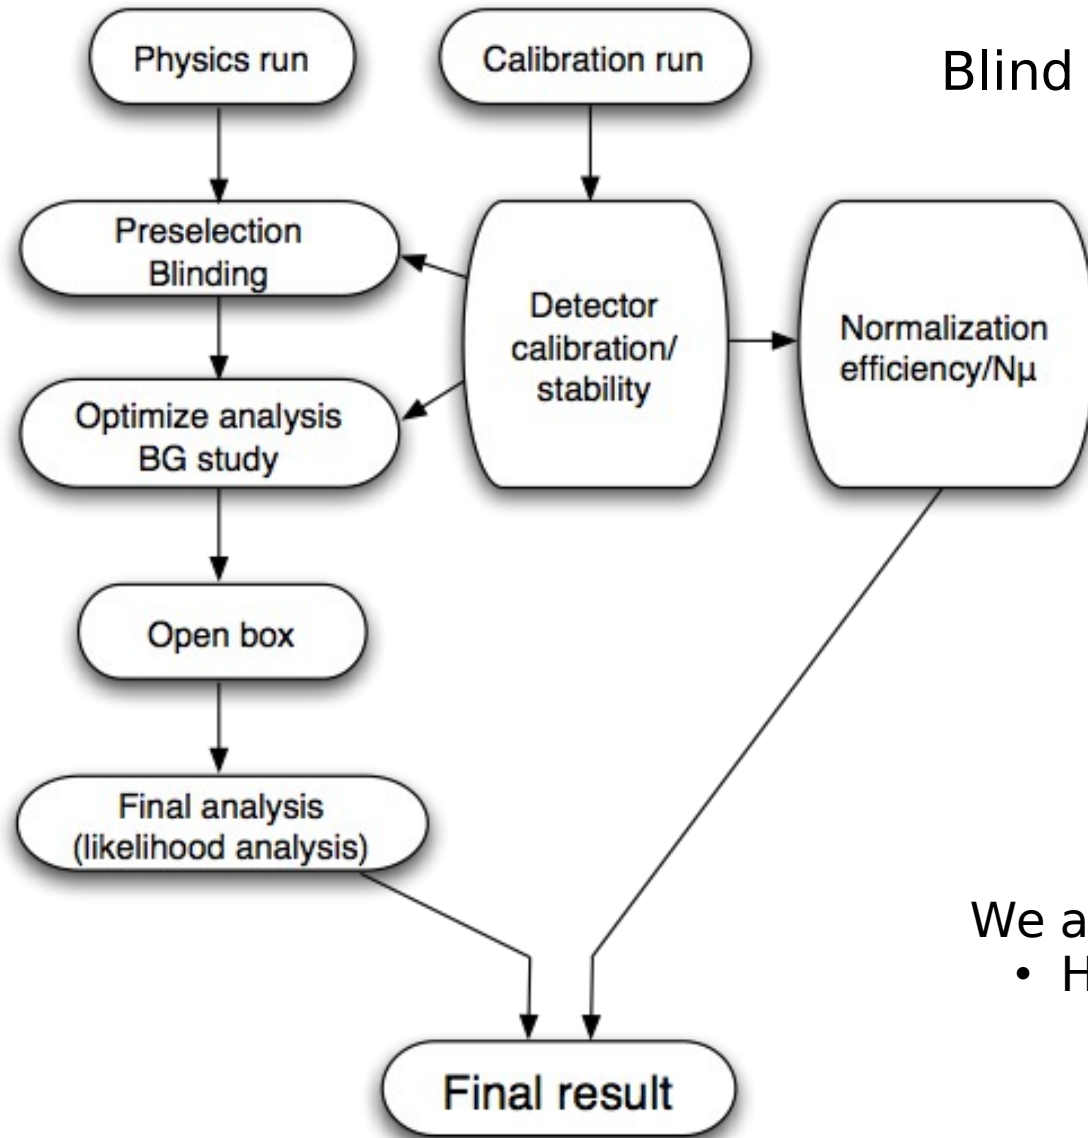 Physics run
Calibration run
Blind
Preselection
Blinding
Detector
calibration/
stability
Normalization
efficiency/Nμ
Optimize analysis
BG study
Open box
Final analysis
(likelihood analysis)
We a
• H
Final result